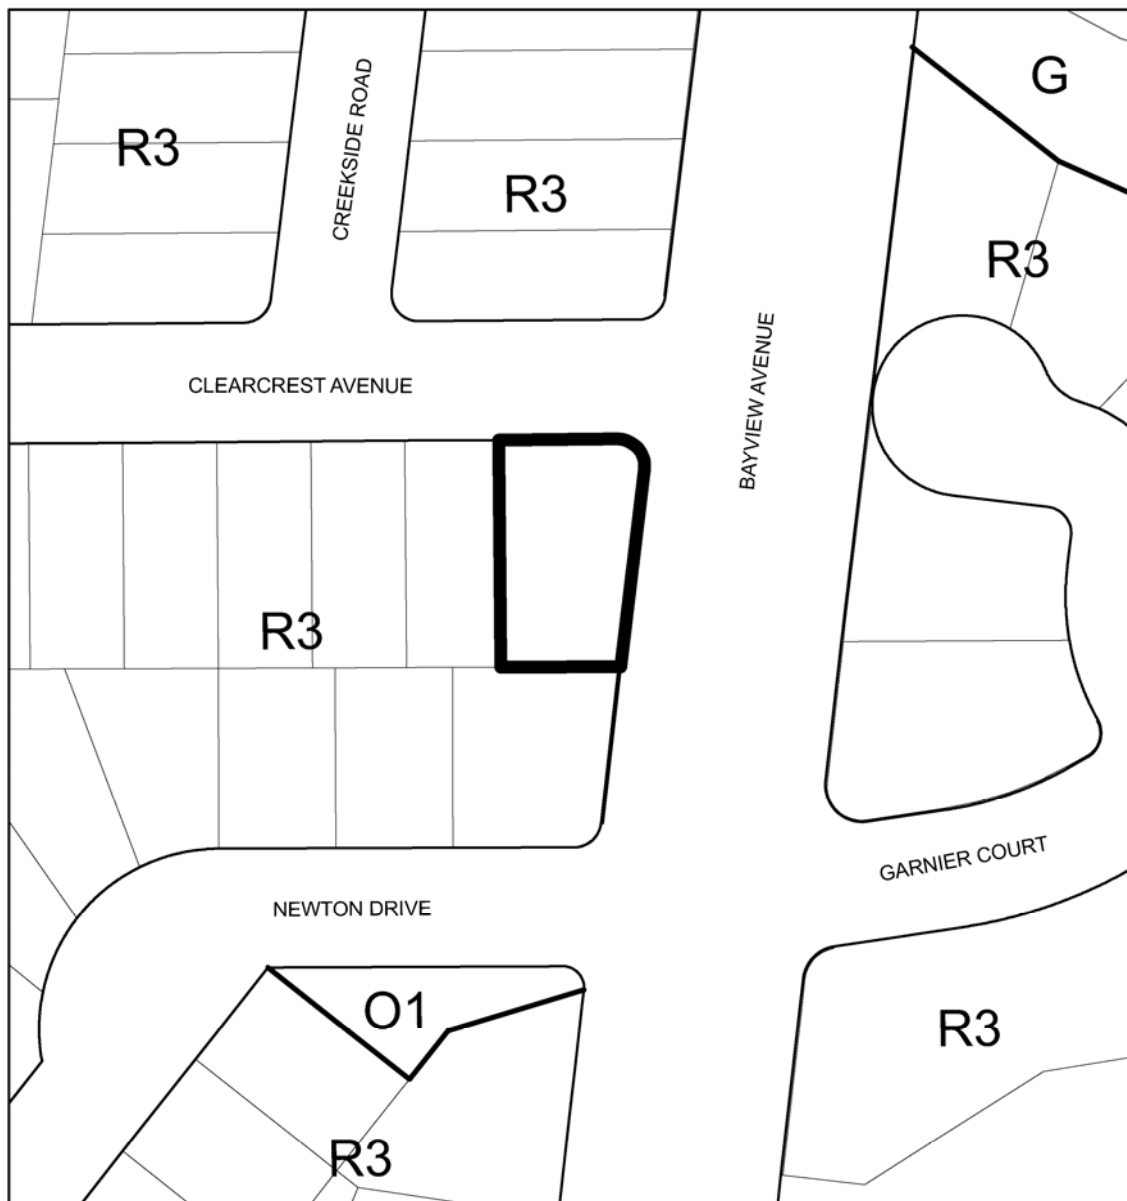 G
R3
CREEKSIDE ROAD
R3
R3
CLEARCREST AVENUE
BAYVIEW AVENUE
R3
GARNIER COURT
NEWTON DRIVE
O1
R3
R3